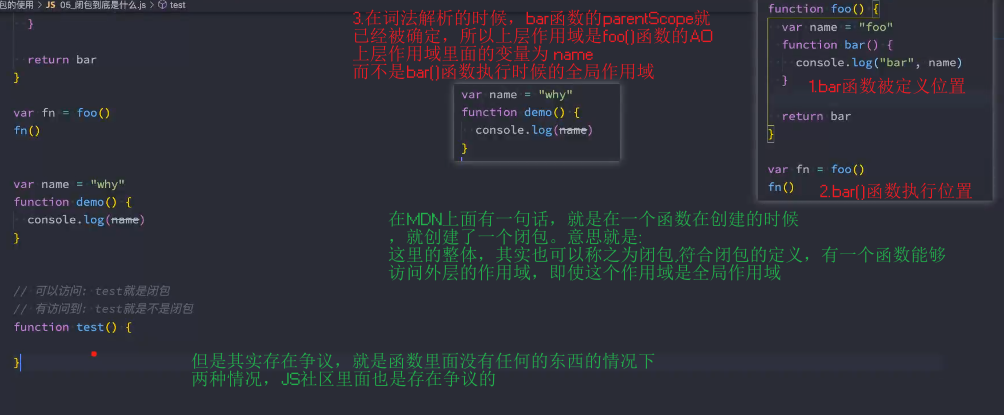 包的使用 > JS 05_闭包到底是什么.js > test
}
return bar
}
var fn = foo()
fn()
var name = "why"
function demo() {
console.log(name)
}
// 可以访问: test就是闭包
// 有访问到: test就是不是闭包
function test() {
}
3.在词法解析的时候，bar函数的parentScope就
已经被确定，所以上层作用域是foo()函数的AO
上层作用域里面的变量为 name
而不是bar()函数执行时候的全局作用域
var name = "why"
function demo() {
console.log(name)
}
function foo() {
var name = "foo"
function bar() {
console.log("bar", name)
}
1.bar函数被定义位置
return bar
}
var fn = foo()
fn()
2.bar()函数执行位置
在MDN上面有一句话，就是在一个函数在创建的时候
，就创建了一个闭包。意思就是:
这里的整体，其实也可以称之为闭包,符合闭包的定义，有一个函数能够
访问外层的作用域，即使这个作用域是全局作用域
但是其实存在争议，就是函数里面没有任何的东西的情况下
两种情况，JS社区里面也是存在争议的